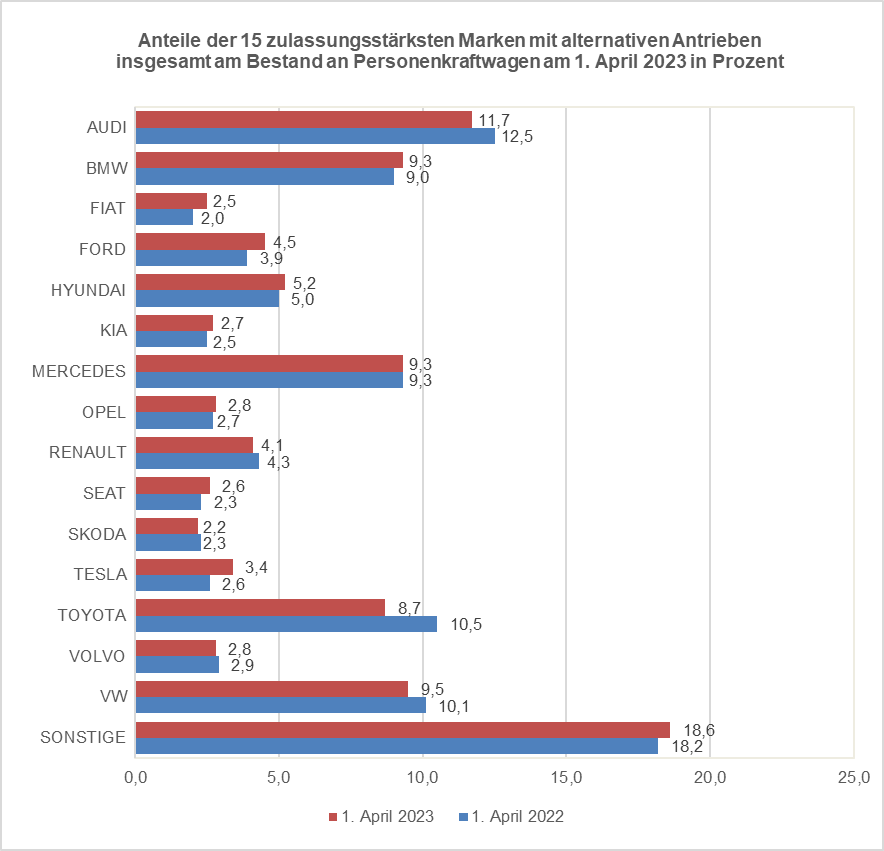 Anteile der 15 zulassungsstärksten Marken mit alternativen Antrieben
insgesamt am Bestand an Personenkraftwagen am 1. April 2023 in Prozent
AUDI 11,7
12,5
BMW 9,3
9,0
FIAT 2,5
2,0
FORD 4,5
3,9
HYUNDAI 5,2
5,0
KIA 2,7
2,5
MERCEDES 9,3
9,3
OPEL 2,8
2,7
RENAULT 4,1
4,3
SEAT 2,6
2,3
SKODA 2,2
2,3
TESLA 3,4
2,6
TOYOTA 8,7
10,5
VOLVO 2,8
2,9
VW 9,5
10,1
SONSTIGE 18,6
18,2
0,0 5,0 10,0 15,0 20,0 25,0
1. April 2023 1. April 2022